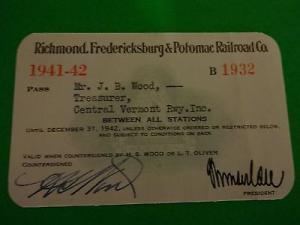 Richmond, Fredericksburg & Potomac Railroad Co.
1941-42 B 1932
PASS Mr. J. B. Wood, ——
Treasurer,
Central Vermont Rwy.Inc.
BETWEEN ALL STATIONS
UNTIL DECEMBER 31, 1942, UNLESS OTHERWISE ORDERED OR RESTRICTED BELOW,
AND SUBJECT TO CONDITIONS ON BACK
VALID WHEN COUNTERSIGNED BY H. S. WOOD OR L. T. OLIVER
COUNTERSIGNED
PRESIDENT